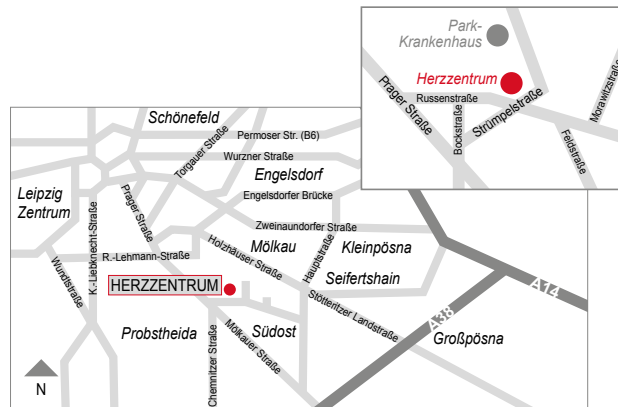 Park-
Krankenhaus
Herzzentrum
Russenstraße
Prager Straße
Bockstraße
Strümpelstraße
Feldstraße
Morawitzstraße
Schönefeld
Torgauer Straße
Permoser Str. (B6)
Wurzner Straße
Engelsdorf
Leipzig
Zentrum
Prager Straße
Engelsdorfer Brücke
K.-Liebknecht-Straße
Zweinaundorfer Straße
Mölkau
Kleinpösna
Holzhäuser Straße
Hauptstraße
R.-Lehmann-Straße
Wundtstraße
Seifertshain
HERZZENTRUM
A14
Stötteritzer Landstraße
A38
Probstheida
Chemnitzer Straße
Mölkauer Straße
Südost
Großpösna
N